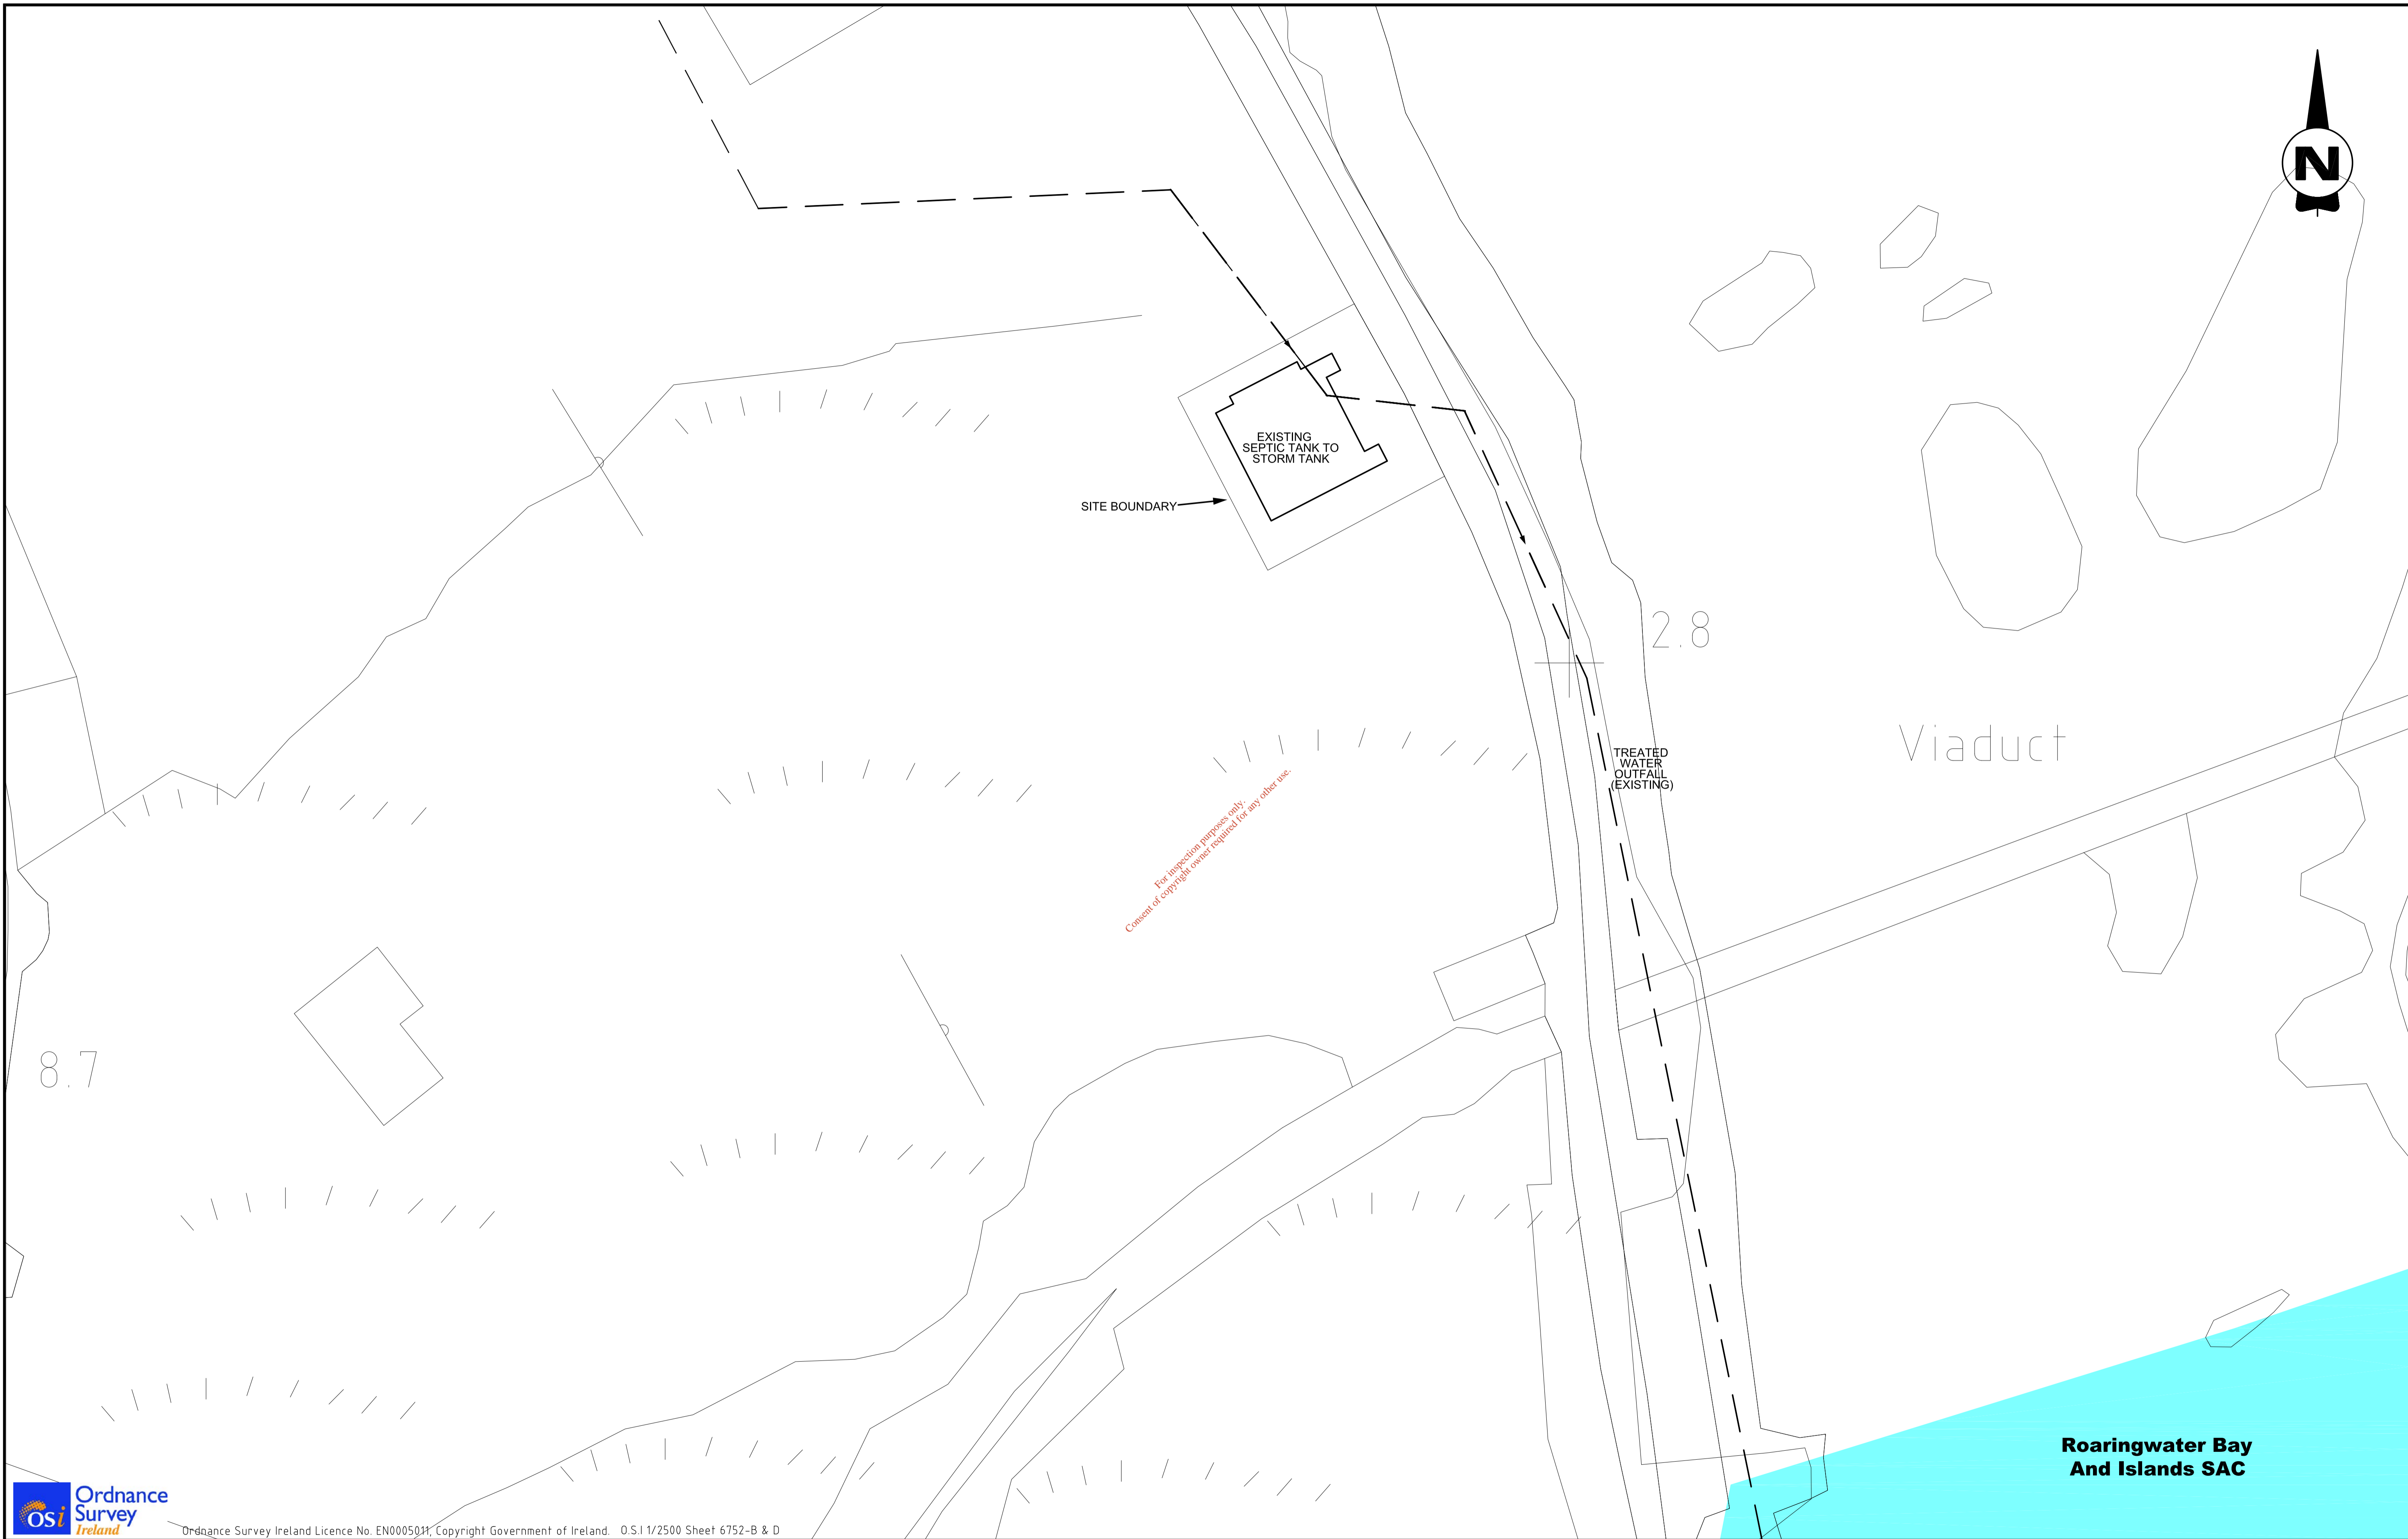 N
EXISTING
SEPTIC TANK TO
STORM TANK
SITE BOUNDARY
2.8
Viaduct
TREATED
WATER
OUTFALL
(EXISTING)
For inspection purposes only.
Consent of copyright owner required for any other use.
8.7
Roaringwater Bay
And Islands SAC
osi
Ordnance
Survey
Ireland
Ordnance Survey Ireland Licence No. EN0005011, Copyright Government of Ireland. O.S.I 1/2500 Sheet 6752-B & D